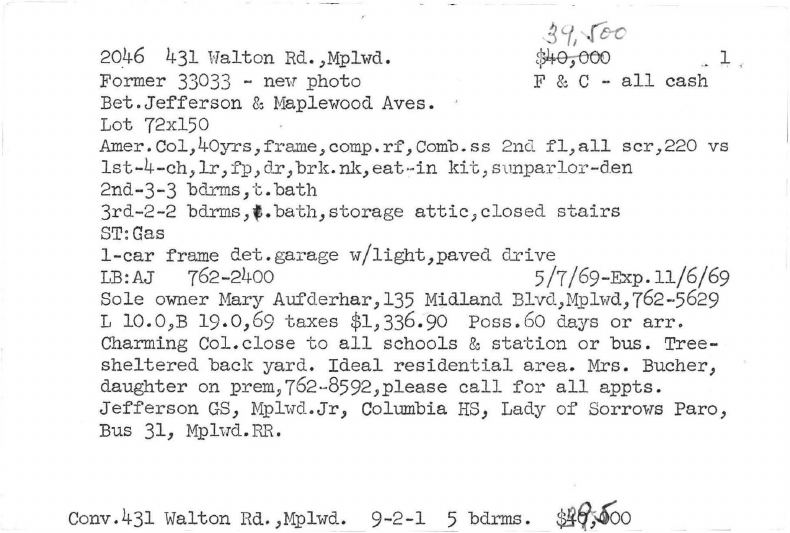 39,500
2046 431 Walton Rd.,Mplwd. $40,000 1
Former 33033 - new photo F & C - all cash
Bet.Jefferson & Maplewood Aves.
Lot 72x150
Amer.Col,40yrs,frame,comp.rf,Comb.ss 2nd fl,all scr,220 vs
1st-4-ch,lr,fp,dr,brk.nk,eat-in kit,sunparlor-den
2nd-3-3 bdrms,t.bath
3rd-2-2 bdrms,t.bath,storage attic,closed stairs
ST:Gas
1-car frame det.garage w/light,paved drive
LB:AJ 762-2400 5/7/69-Exp.11/6/69
Sole owner Mary Aufderhar,135 Midland Blvd,Mplwd,762-5629
L 10.0,B 19.0,69 taxes $1,336.90 Poss.60 days or arr.
Charming Col.close to all schools & station or bus. Tree-
sheltered back yard. Ideal residential area. Mrs. Bucher,
daughter on prem,762-8592,please call for all appts.
Jefferson GS, Mplwd.Jr, Columbia HS, Lady of Sorrows Paro,
Bus 31, Mplwd.RR.
Conv.431 Walton Rd.,Mplwd. 9-2-1 5 bdrms. $39,500